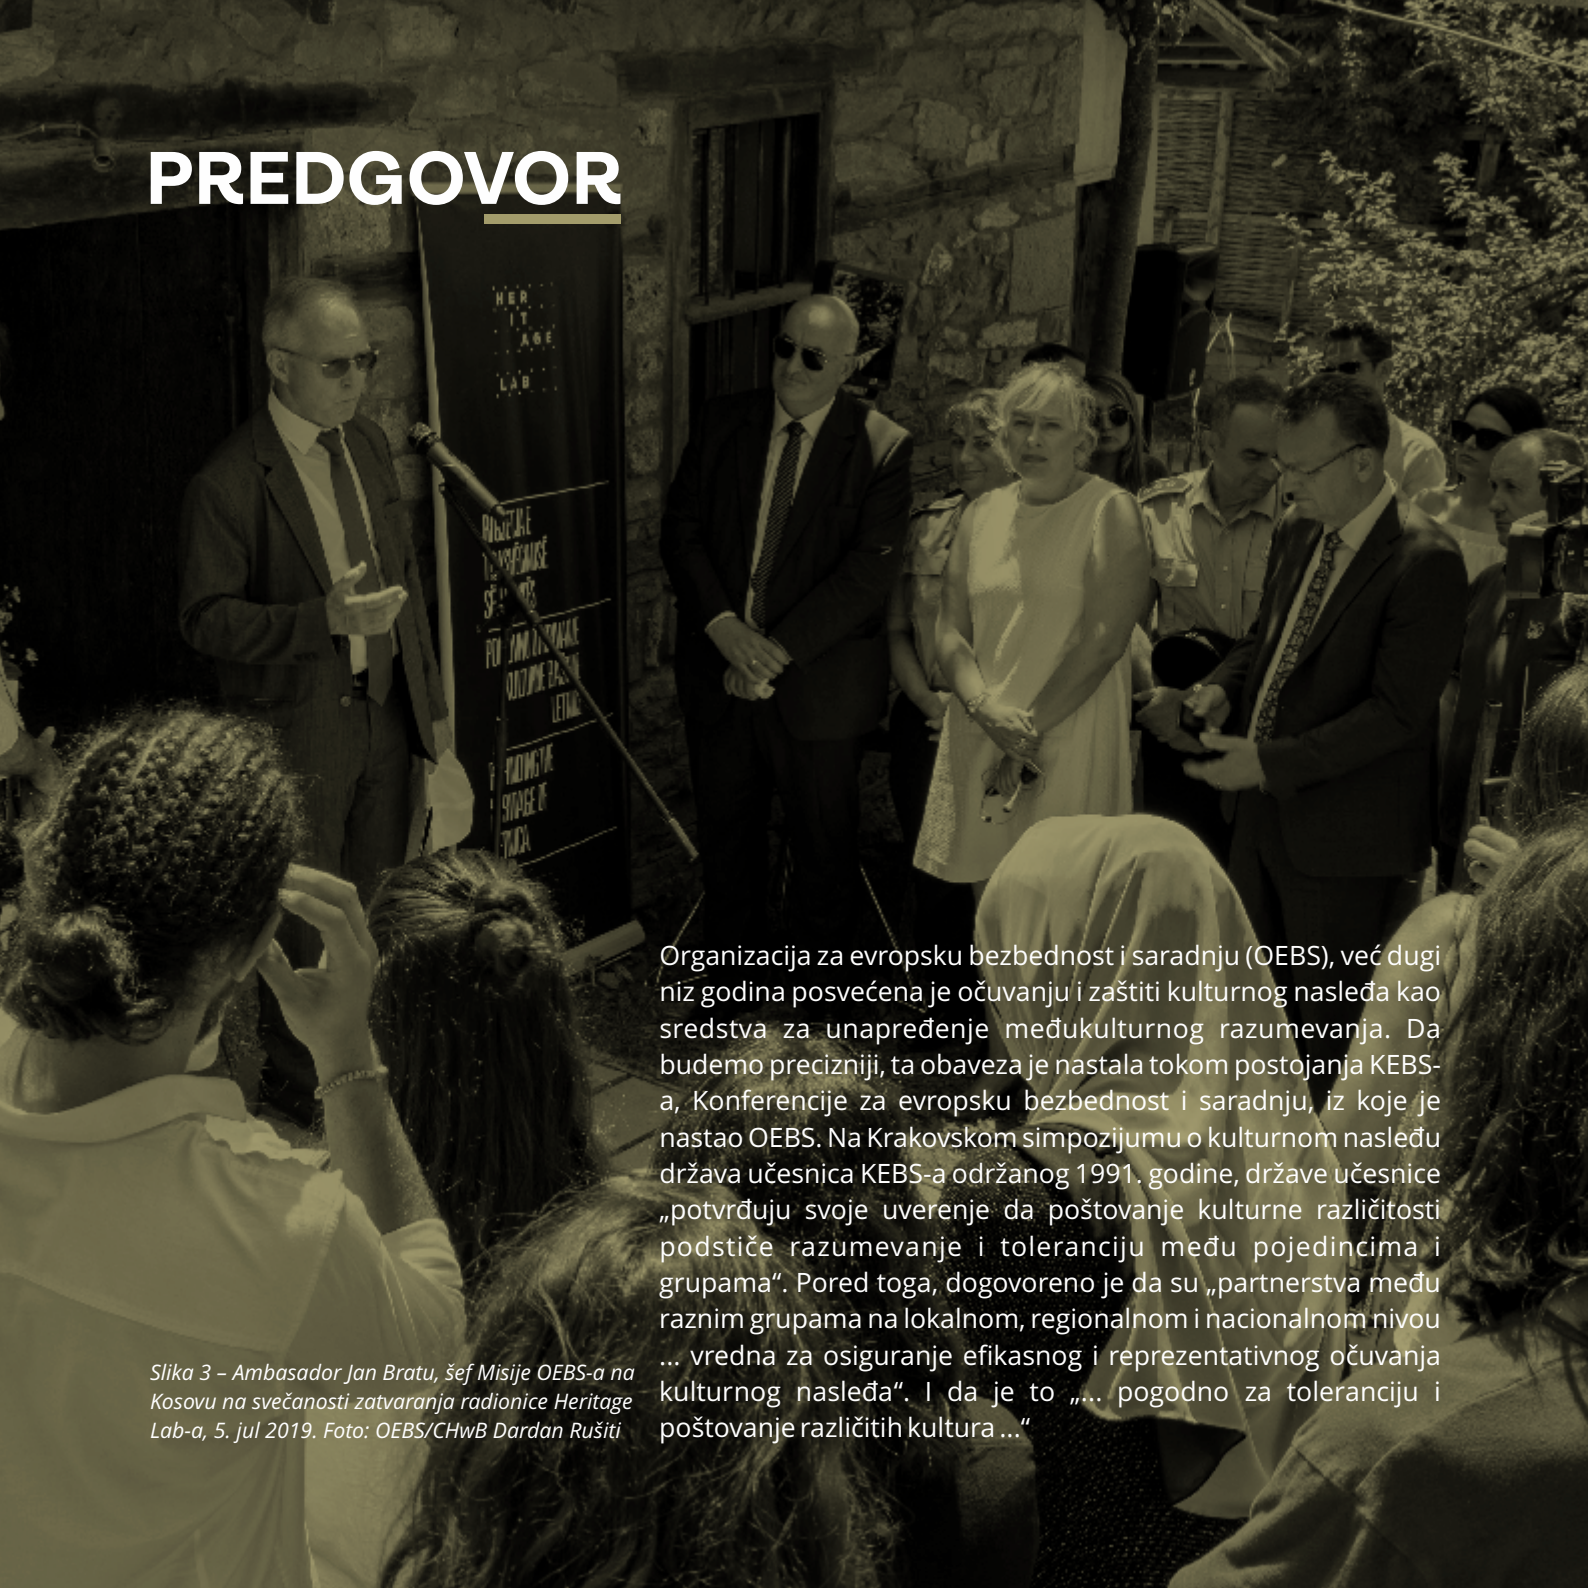 PREDGOVOR
HER
IT
AGE
LAB
Organizacija za evropsku bezbednost i saradnju (OEBS), već dugi
niz godina posvećena je očuvanju i zaštiti kulturnog nasleđa kao
sredstva za unapređenje međukulturnog razumevanja. Da
budemo precizniji, ta obaveza je nastala tokom postojanja KEBS-
a, Konferencije za evropsku bezbednost i saradnju, iz koje je
nastao OEBS. Na Krakovskom simpozijumu o kulturnom nasleđu
država učesnica KEBS-a održanog 1991. godine, države učesnice
„potvrđuju svoje uverenje da poštovanje kulturne različitosti
podstiče razumevanje i toleranciju među pojedincima i
grupama“. Pored toga, dogovoreno je da su „partnerstva među
raznim grupama na lokalnom, regionalnom i nacionalnom nivou
... vredna za osiguranje efikasnog i reprezentativnog očuvanja
kulturnog nasleđa“. I da je to „... pogodno za toleranciju i
poštovanje različitih kultura ...“
Slika 3 – Ambasador Jan Bratu, šef Misije OEBS-a na
Kosovu na svečanosti zatvaranja radionice Heritage
Lab-a, 5. jul 2019. Foto: OEBS/CHwB Dardan Rušiti